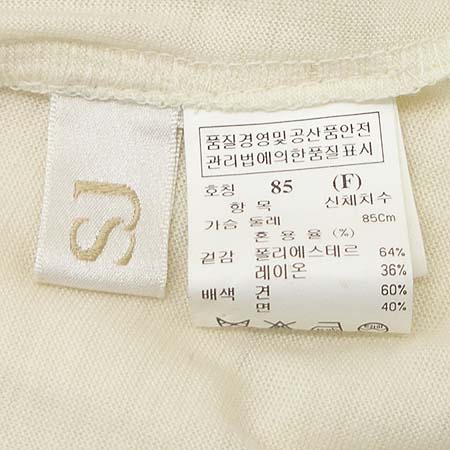 SJ
품질경영및공산품안전
관리법에의한품질표시
호칭 85 (F)
항 목 신체치수
가슴 둘레 85Cm
혼 용 율 (%)
겉감 폴리에스테르 64%
레이온 36%
배색 견 60%
면 40%